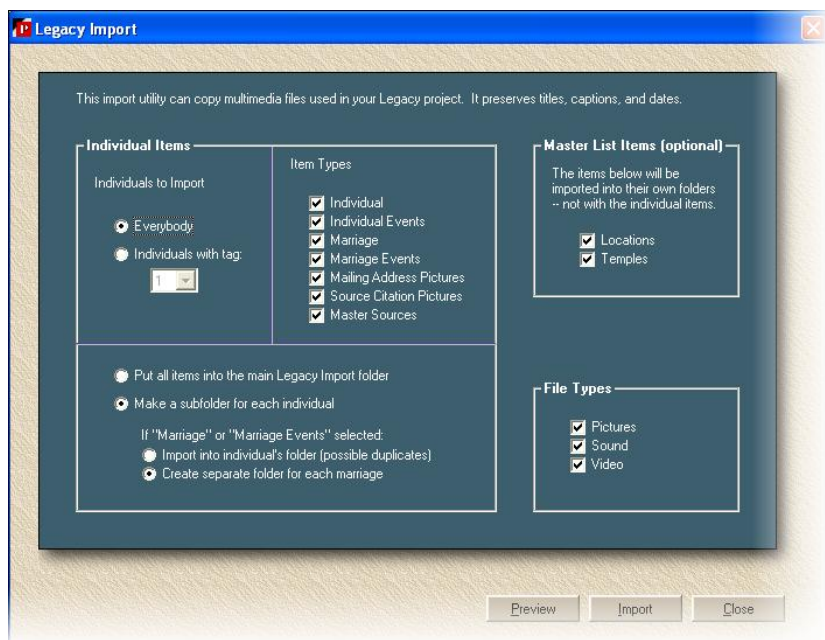 P Legacy Import
This import utility can copy multimedia files used in your Legacy project. It preserves titles, captions, and dates.
Individual Items
Individuals to Import
Everybody
Individuals with tag:
1
Item Types
Individual
Individual Events
Marriage
Marriage Events
Mailing Address Pictures
Source Citation Pictures
Master Sources
Put all items into the main Legacy Import folder
Make a subfolder for each individual
If "Marriage" or "Marriage Events" selected:
Import into individual's folder (possible duplicates)
Create separate folder for each marriage
Master List Items (optional)
The items below will be
imported into their own folders
-- not with the individual items.
Locations
Temples
File Types
Pictures
Sound
Video
Preview
Import
Close